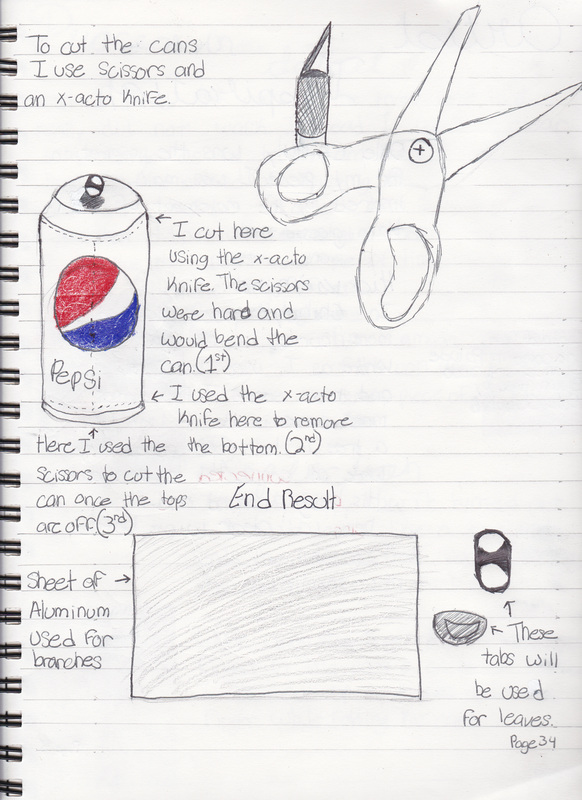 To cut the cans
I use scissors and
an x-acto knife.
← I cut here
using the x-acto
knife. The scissors
were hard and
would bend the
can.(1st)
Pepsi
← I used the x-acto
knife here to remove
the bottom.(2nd)
Here I used the
scissors to cut the
can once the tops
are off.(3rd)
End Result
Sheet of →
Aluminum
used for
branches
← These
tabs will
be used
for leaves.
Page 34